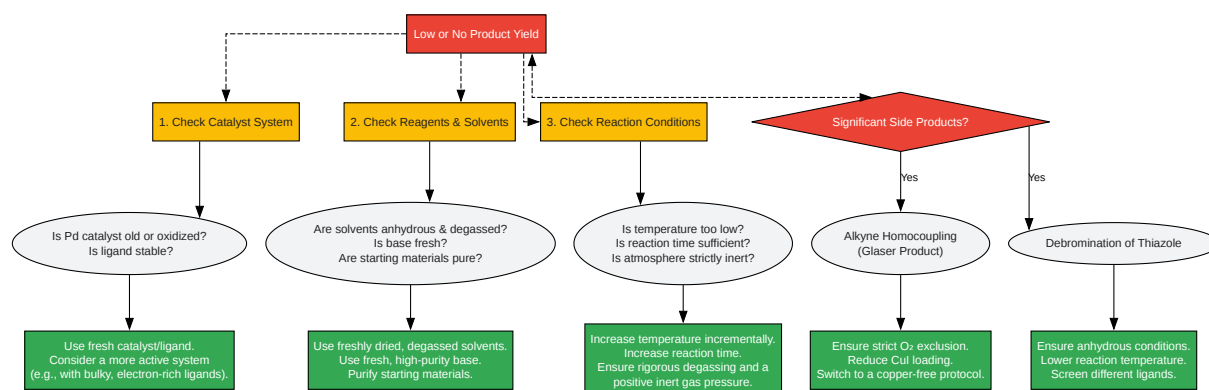 Low or No Product Yield
1. Check Catalyst System
2. Check Reagents & Solvents
3. Check Reaction Conditions
Significant Side Products?
Yes
Yes
Is Pd catalyst old or oxidized?
Is ligand stable?
Are solvents anhydrous & degassed?
Is base fresh?
Are starting materials pure?
Is temperature too low?
Is reaction time sufficient?
Is atmosphere strictly inert?
Alkyne Homocoupling
(Glaser Product)
Debromination of Thiazole
Use fresh catalyst/ligand.
Consider a more active system
(e.g., with bulky, electron-rich ligands).
Use freshly dried, degassed solvents.
Use fresh, high-purity base.
Purify starting materials.
Increase temperature incrementally.
Increase reaction time.
Ensure rigorous degassing and a
positive inert gas pressure.
Ensure strict O₂ exclusion.
Reduce CuI loading.
Switch to a copper-free protocol.
Ensure anhydrous conditions.
Lower reaction temperature.
Screen different ligands.